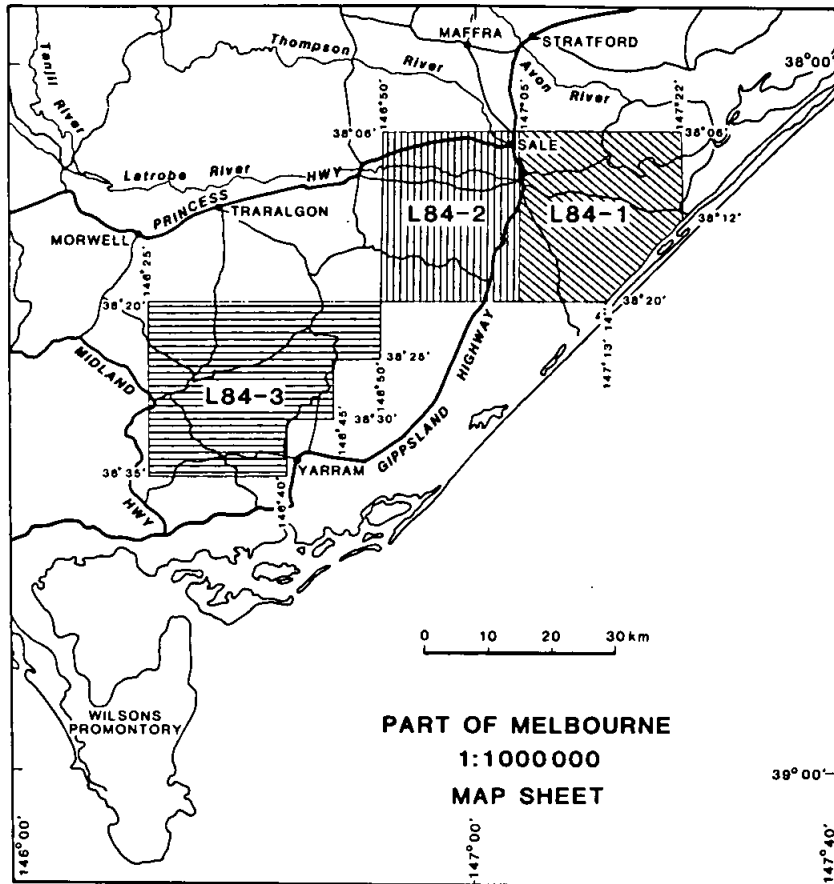 MAFFRA
STRATFORD
Thompson River
Avon River
Tanjil River
38°00'
146°50'
147°05'
147°22'
38°06'
38°06'
SALE
Latrobe River
PRINCESS HWY
TRARALGON
L84-2
L84-1
38°12'
MORWELL
146°25'
38°20'
38°20'
147°13'
38°25'
146°50'
MIDLAND HWY
L84-3
38°30'
146°45'
GIPPSLAND HIGHWAY
YARRAM
36°35'
146°40'
0 10 20 30 km
WILSONS
PROMONTORY
PART OF MELBOURNE
1:1000 000
MAP SHEET
39°00'
146°00'
147°00'
147°40'